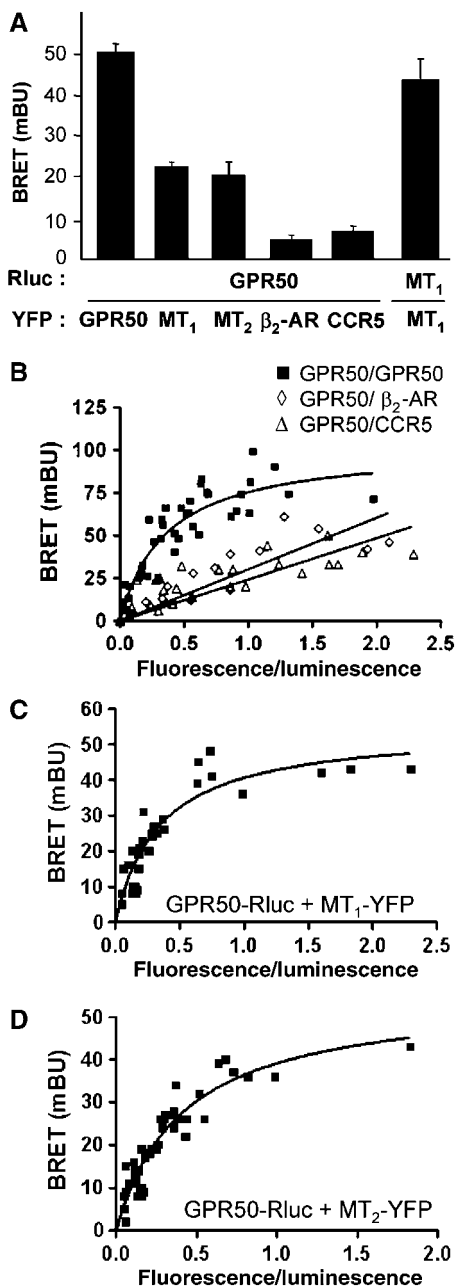 A
BRET (mBU)
50
40
30
20
10
0
Rluc : GPR50 MT1
YFP : GPR50 MT1 MT2 β2-AR CCR5 MT1
B
■ GPR50/GPR50
◇ GPR50/ β2-AR
△ GPR50/CCR5
BRET (mBU)
125
100
75
50
25
0
0.0 0.5 1.0 1.5 2.0 2.5
Fluorescence/luminescence
C
BRET (mBU)
60
50
40
30
20
10
0
GPR50-Rluc + MT1-YFP
0.0 0.5 1.0 1.5 2.0 2.5
Fluorescence/luminescence
D
BRET (mBU)
50
40
30
20
10
0
GPR50-Rluc + MT2-YFP
0.0 0.5 1.0 1.5 2.0
Fluorescence/luminescence